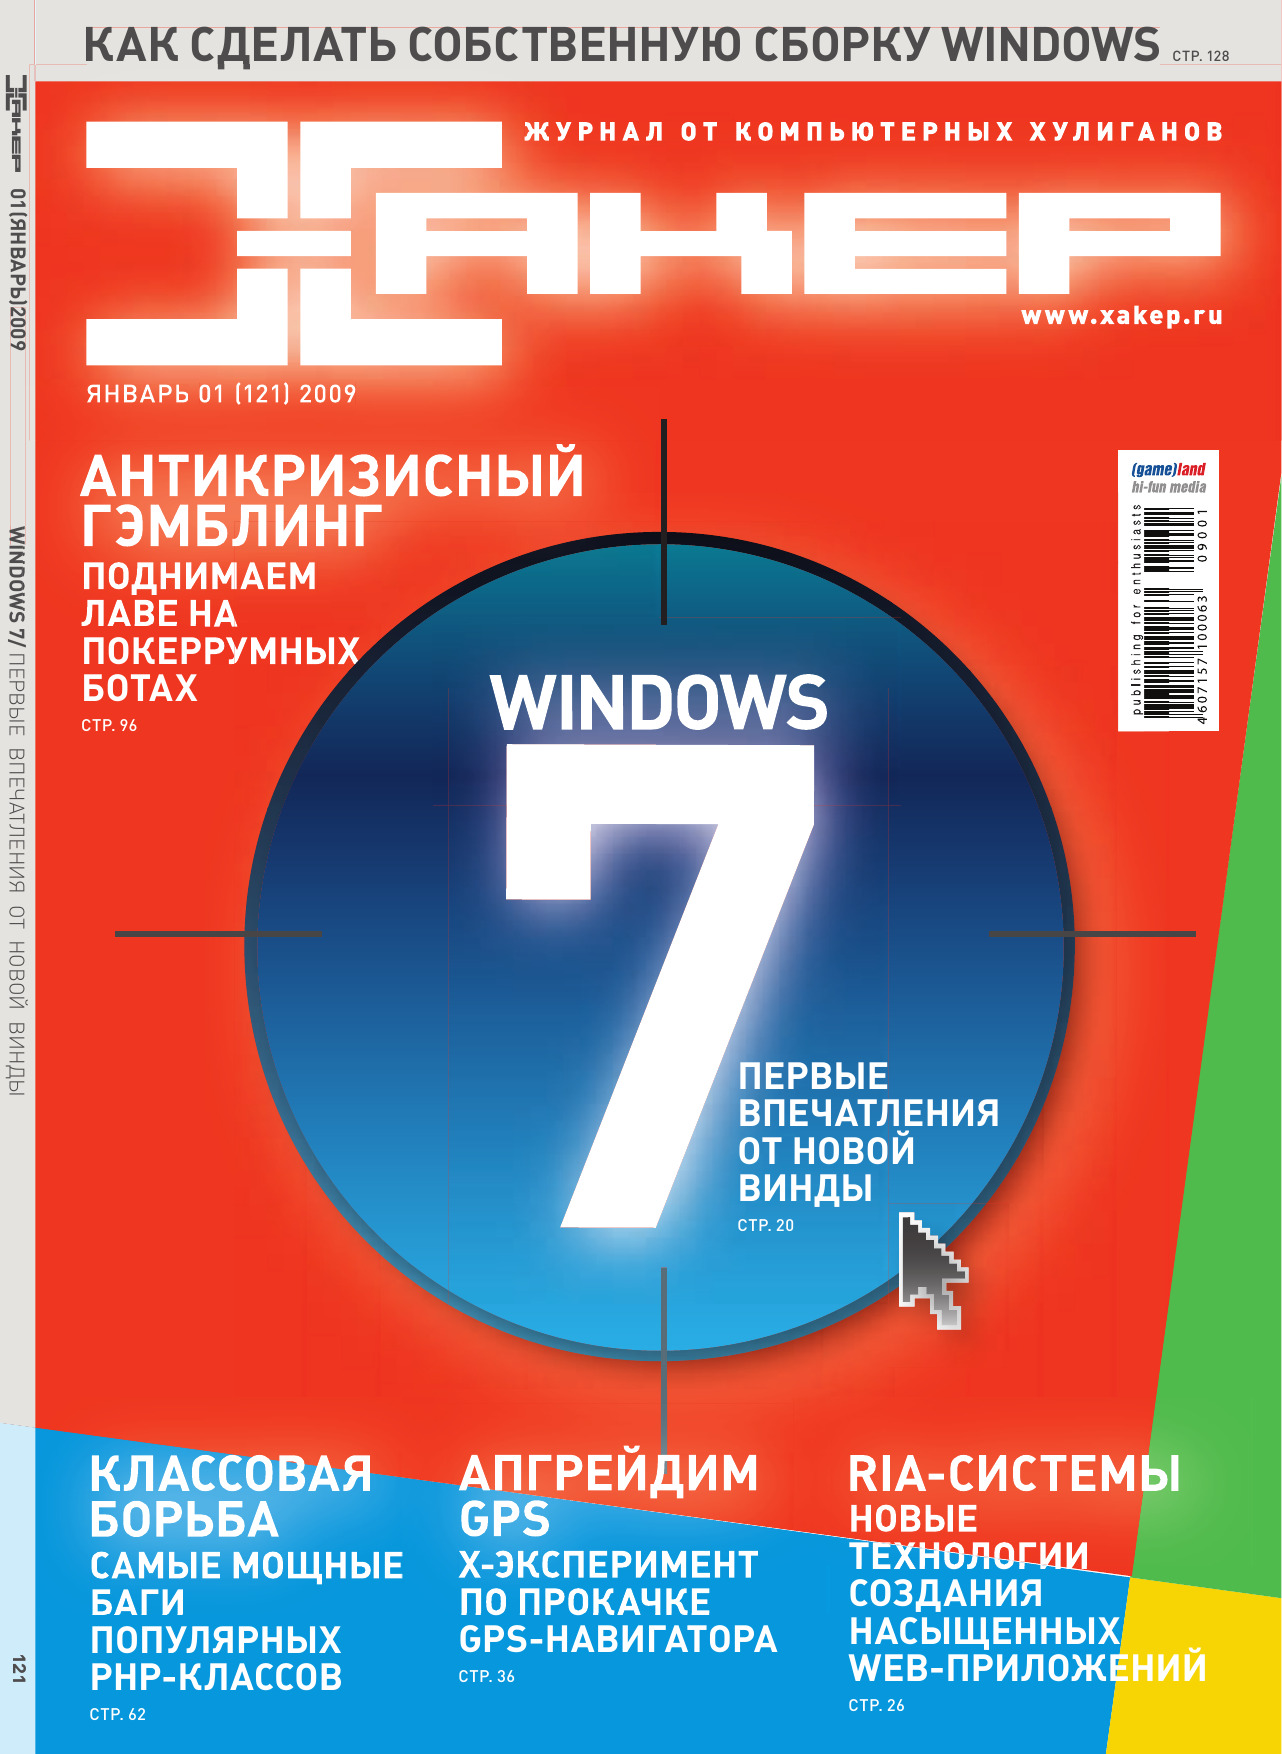 КАК СДЕЛАТЬ СОБСТВЕННУЮ СБОРКУ WINDOWS СТР. 128
ЖУРНАЛ ОТ КОМПЬЮТЕРНЫХ ХУЛИГАНОВ
ХАКЕР
www.xakep.ru
ЯНВАРЬ 01 (121) 2009
АНТИКРИЗИСНЫЙ
ГЭМБЛИНГ
ПОДНИМАЕМ
ЛАВЕ НА
ПОКЕРРУМНЫХ
БОТАХ
СТР. 96
(game)land
hi-fun media
publishing for enthusiasts
4 607157 100063
09001
WINDOWS
7
ПЕРВЫЕ
ВПЕЧАТЛЕНИЯ
ОТ НОВОЙ
ВИНДЫ
СТР. 20
КЛАССОВАЯ
БОРЬБА
САМЫЕ МОЩНЫЕ
БАГИ
ПОПУЛЯРНЫХ
PHP-КЛАССОВ
СТР. 62
АПГРЕЙДИМ
GPS
X-ЭКСПЕРИМЕНТ
ПО ПРОКАЧКЕ
GPS-НАВИГАТОРА
СТР. 36
RIA-СИСТЕМЫ
НОВЫЕ
ТЕХНОЛОГИИ
СОЗДАНИЯ
НАСЫЩЕННЫХ
WEB-ПРИЛОЖЕНИЙ
СТР. 26
ХАКЕР 01(ЯНВАРЬ)2009 WINDOWS 7/ ПЕРВЫЕ ВПЕЧАТЛЕНИЯ ОТ НОВОЙ ВИНДЫ 121